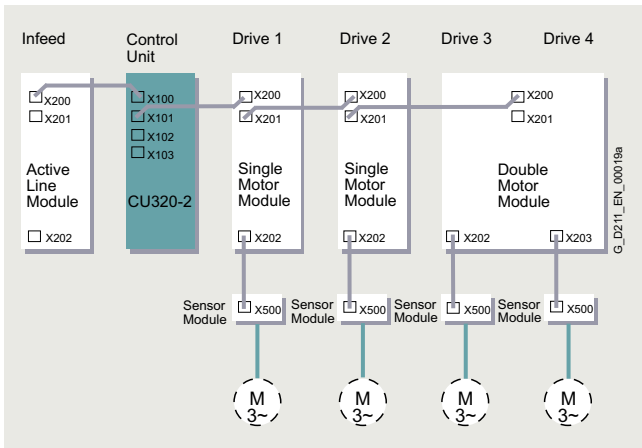 Infeed
Control
Unit
Drive 1
Drive 2
Drive 3
Drive 4
X200
X201
Active
Line
Module
X202
X100
X101
X102
X103
CU320-2
X200
X201
Single
Motor
Module
X202
X200
X201
Single
Motor
Module
X202
X200
X201
Double
Motor
Module
X202
X203
G_D211_EN_00019a
Sensor
Module
X500
Sensor
Module
X500
Sensor
Module
X500
Sensor
Module
X500
M
3~
M
3~
M
3~
M
3~